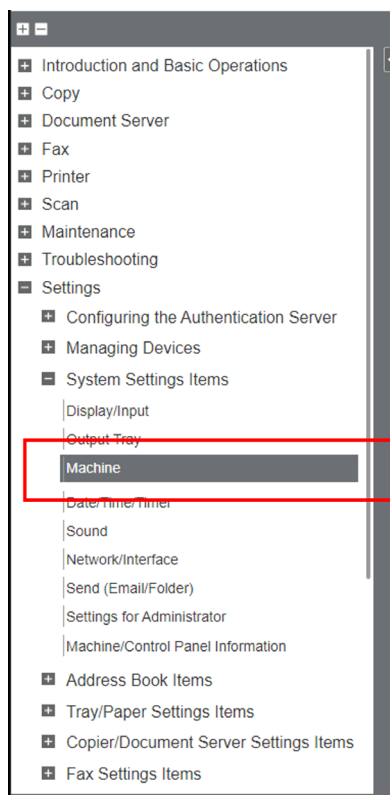 Introduction and Basic Operations
Copy
Document Server
Fax
Printer
Scan
Maintenance
Troubleshooting
Settings
Configuring the Authentication Server
Managing Devices
System Settings Items
Display/Input
Output Tray
Machine
Date/Time/Timer
Sound
Network/Interface
Send (Email/Folder)
Settings for Administrator
Machine/Control Panel Information
Address Book Items
Tray/Paper Settings Items
Copier/Document Server Settings Items
Fax Settings Items